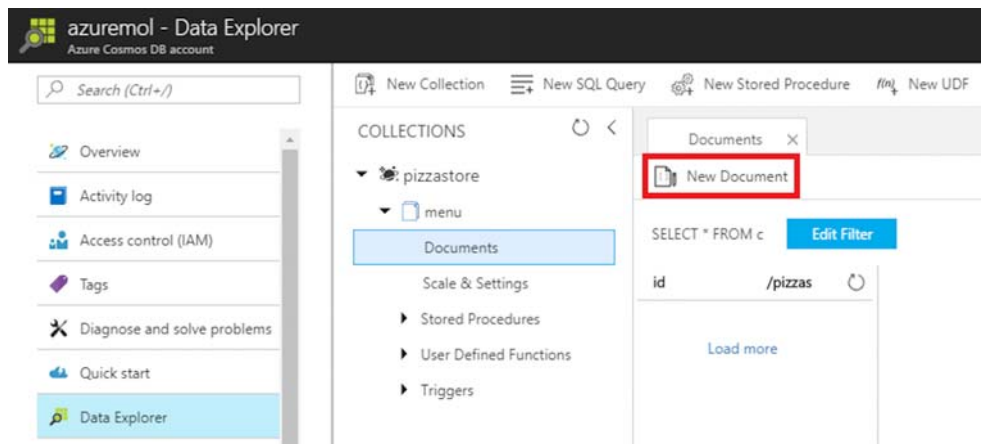 azuremol - Data Explorer
Azure Cosmos DB account
Search (Ctrl+/)
Overview
Activity log
Access control (IAM)
Tags
Diagnose and solve problems
Quick start
Data Explorer
New Collection New SQL Query New Stored Procedure f(n) New UDF
COLLECTIONS
pizzastore
menu
Documents
Scale & Settings
Stored Procedures
User Defined Functions
Triggers
Documents
New Document
SELECT * FROM c Edit Filter
id /pizzas
Load more